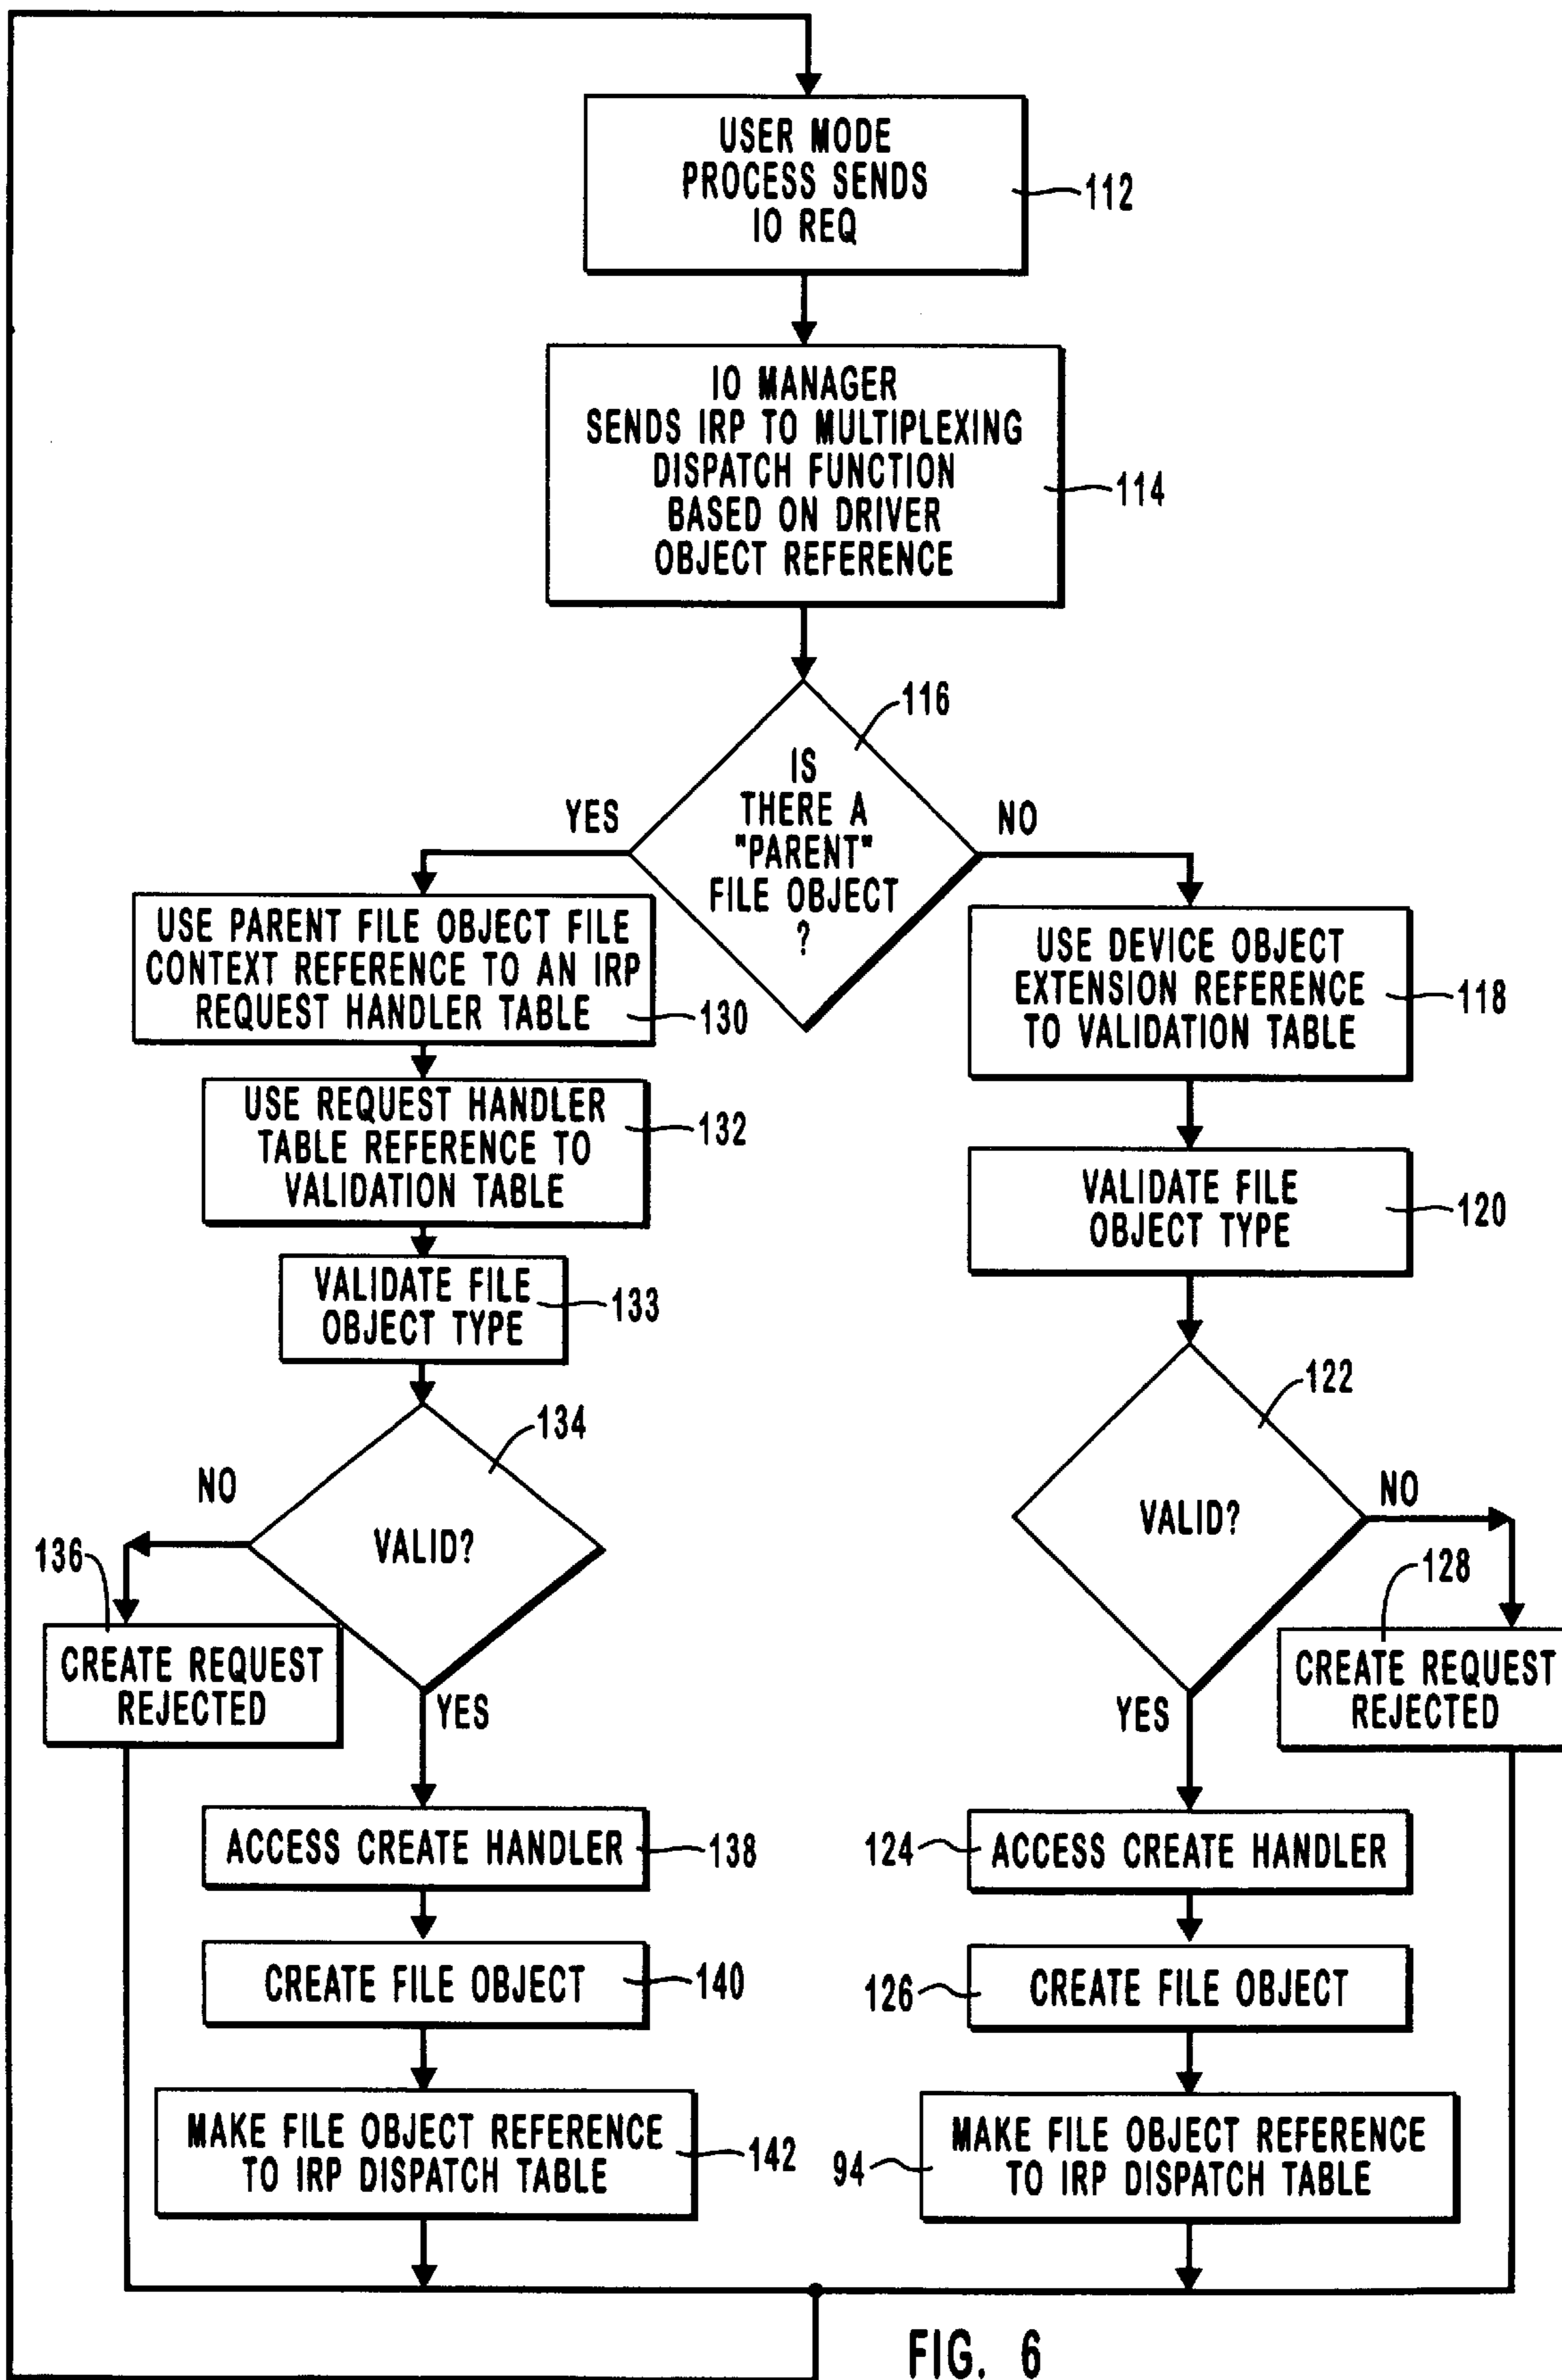 USER MODE
PROCESS SENDS
IO REQ
112
IO MANAGER
SENDS IRP TO MULTIPLEXING
DISPATCH FUNCTION
BASED ON DRIVER
OBJECT REFERENCE
114
116
IS
THERE A
"PARENT"
FILE OBJECT
?
YES
NO
USE PARENT FILE OBJECT FILE
CONTEXT REFERENCE TO AN IRP
REQUEST HANDLER TABLE
130
USE DEVICE OBJECT
EXTENSION REFERENCE
TO VALIDATION TABLE
118
USE REQUEST HANDLER
TABLE REFERENCE TO
VALIDATION TABLE
132
VALIDATE FILE
OBJECT TYPE
120
VALIDATE FILE
OBJECT TYPE
133
134
122
NO
VALID?
YES
VALID?
NO
YES
136
CREATE REQUEST
REJECTED
128
CREATE REQUEST
REJECTED
ACCESS CREATE HANDLER
138
124
ACCESS CREATE HANDLER
CREATE FILE OBJECT
140
126
CREATE FILE OBJECT
MAKE FILE OBJECT REFERENCE
TO IRP DISPATCH TABLE
142
94
MAKE FILE OBJECT REFERENCE
TO IRP DISPATCH TABLE
FIG. 6